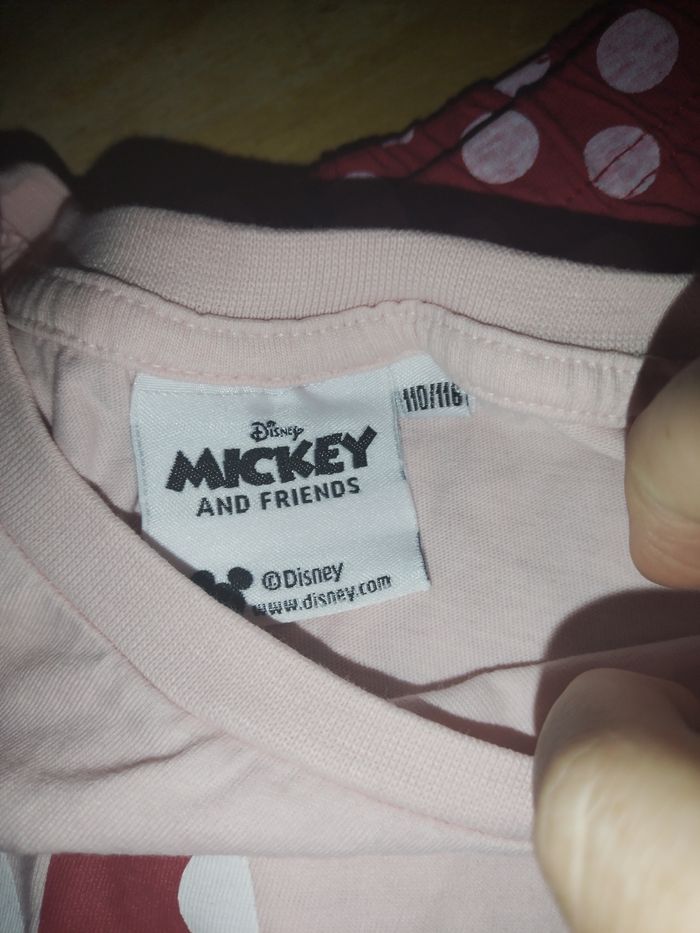 Disney
MICKEY
AND FRIENDS
©Disney
www.disney.com
110/116